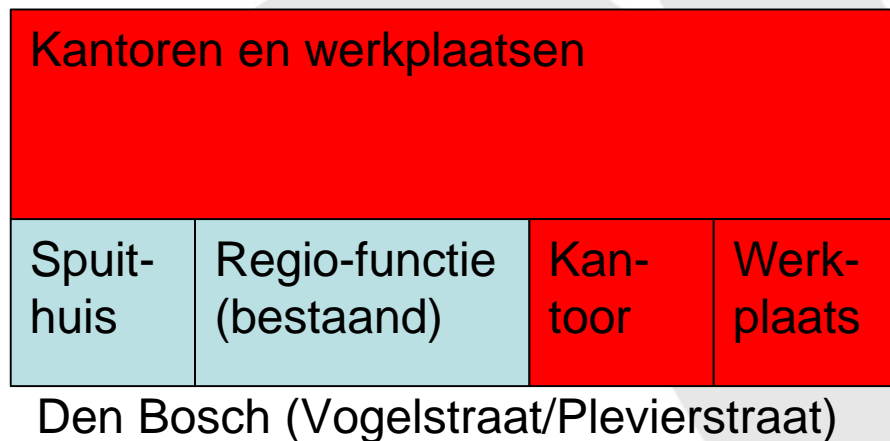 Kantoren en werkplaatsen
Spuit-
huis
Regio-functie
(bestaand)
Kan-
toor
Werk-
plaats
Den Bosch (Vogelstraat/Plevierstraat)